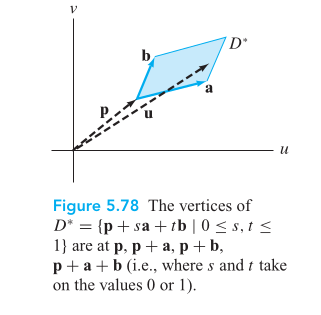 v
b
D*
a
p
u
u
Figure 5.78 The vertices of
D* = {p + sa + tb | 0 ≤ s, t ≤
1} are at p, p + a, p + b,
p + a + b (i.e., where s and t take
on the values 0 or 1).